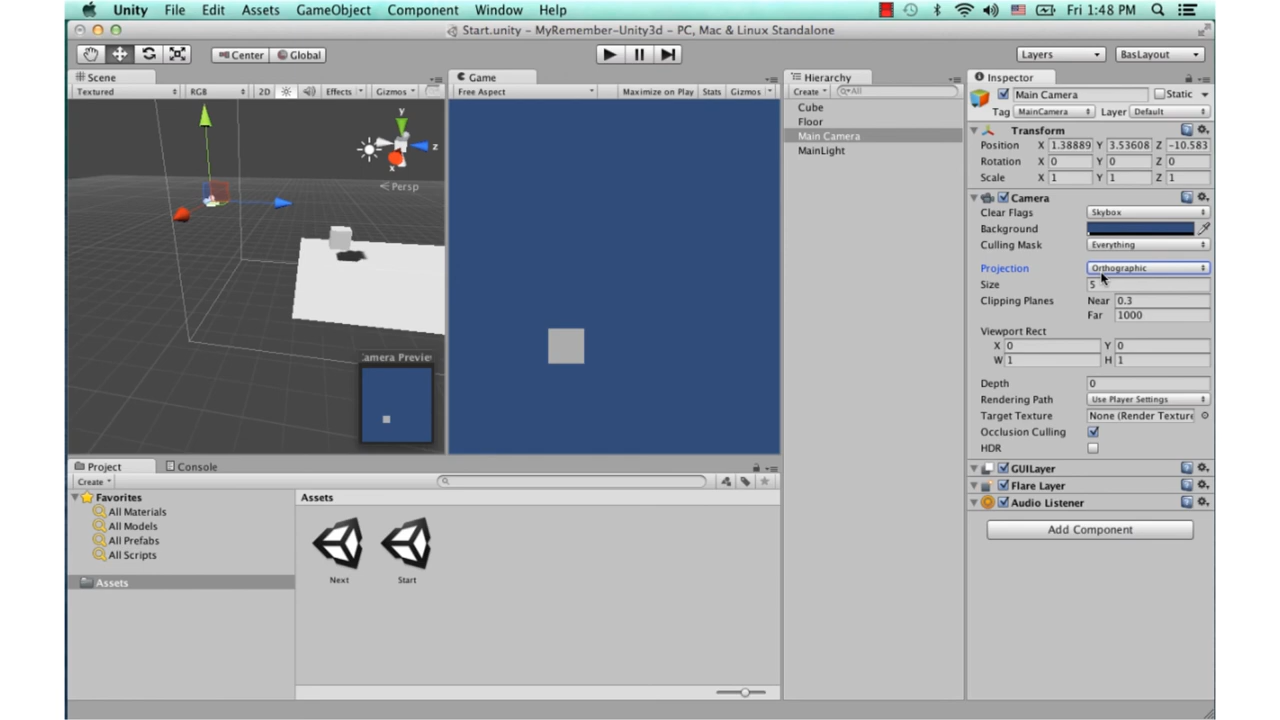 Unity File Edit Assets GameObject Component Window Help Fri 1:48 PM
Start.unity – MyRemember-Unity3d – PC, Mac & Linux Standalone
Center Global Layers BasLayout
Scene
Textured RGB 2D Effects Gizmos
y
z
x
Persp
Camera Preview
Game
Free Aspect Maximize on Play Stats Gizmos
Hierarchy
Create All
Cube
Floor
Main Camera
MainLight
Inspector
Main Camera Static
Tag MainCamera Layer Default
Transform
Position X 1.38889 Y 3.53608 Z -10.583
Rotation X 0 Y 0 Z 0
Scale X 1 Y 1 Z 1
Camera
Clear Flags Skybox
Background
Culling Mask Everything
Projection Orthographic
Size 5
Clipping Planes Near 0.3
Far 1000
Viewport Rect
X 0 Y 0
W 1 H 1
Depth 0
Rendering Path Use Player Settings
Target Texture None (Render Texture
Occlusion Culling
HDR
GUILayer
Flare Layer
Audio Listener
Add Component
Project Console
Create
Favorites
All Materials
All Models
All Prefabs
All Scripts
Assets
Assets
Next Start